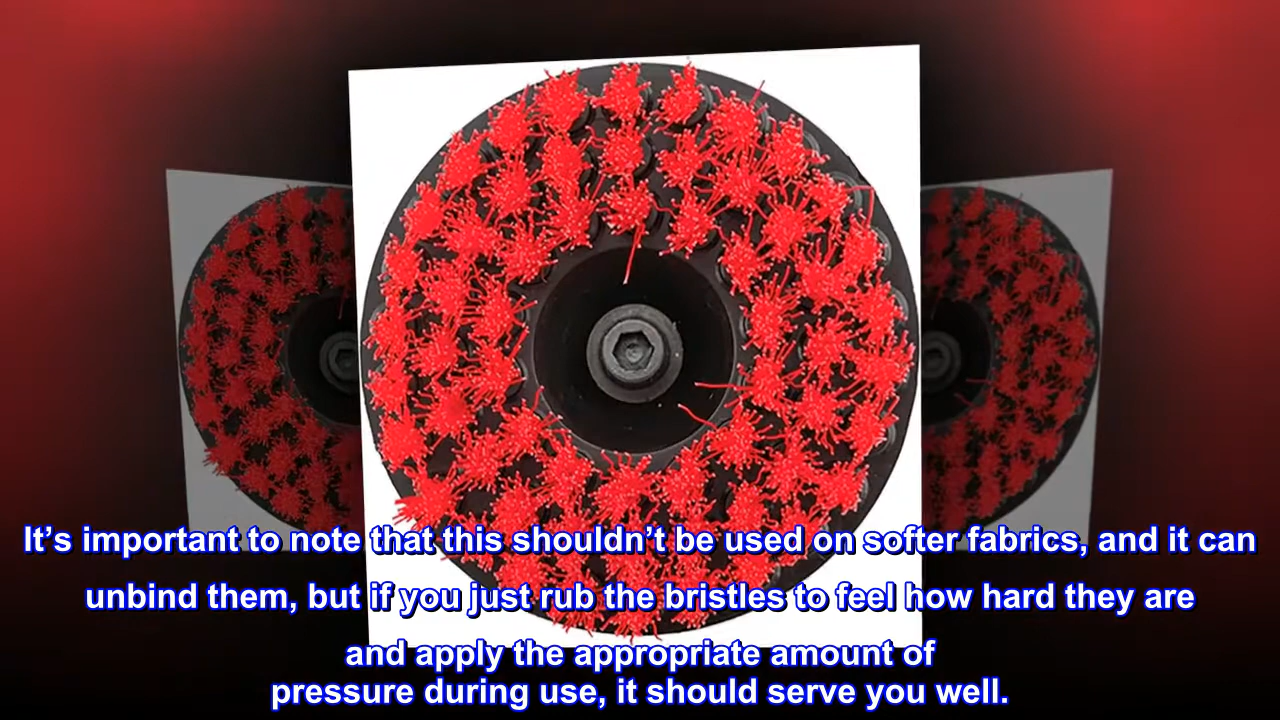 It’s important to note that this shouldn’t be used on softer fabrics, and it can
unbind them, but if you just rub the bristles to feel how hard they are
and apply the appropriate amount of
pressure during use, it should serve you well.